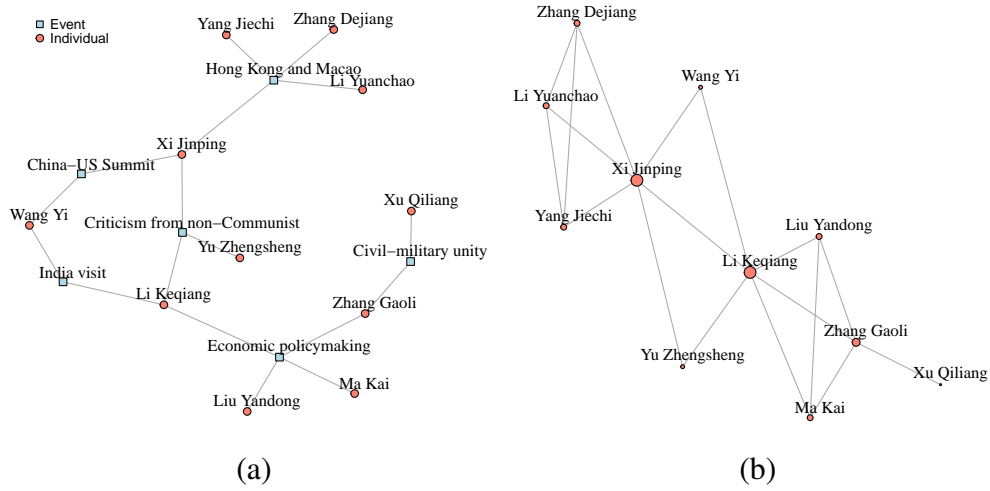 Event
Individual
Yang Jiechi
Zhang Dejiang
Hong Kong and Macao
Li Yuanchao
Xi Jinping
China−US Summit
Xu Qiliang
Wang Yi
Criticism from non−Communist
Yu Zhengsheng
Civil−military unity
India visit
Li Keqiang
Zhang Gaoli
Economic policymaking
Ma Kai
Liu Yandong
(a)
Zhang Dejiang
Wang Yi
Li Yuanchao
Xi Jinping
Yang Jiechi
Liu Yandong
Li Keqiang
Zhang Gaoli
Yu Zhengsheng
Xu Qiliang
Ma Kai
(b)